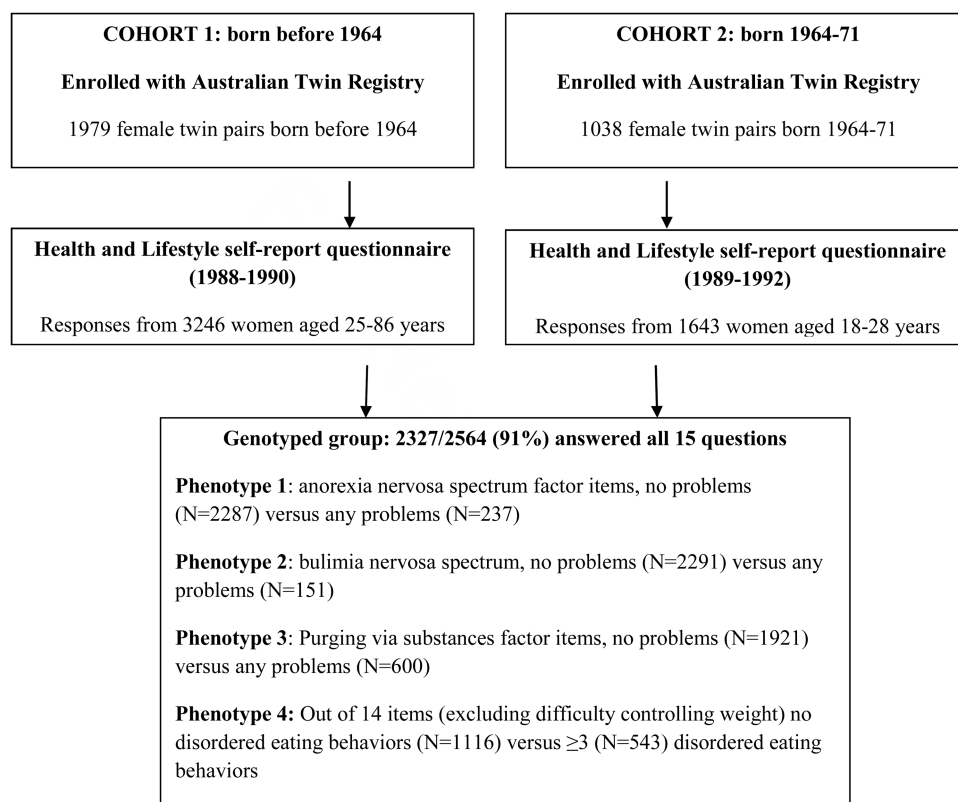 COHORT 1: born before 1964
Enrolled with Australian Twin Registry
1979 female twin pairs born before 1964
COHORT 2: born 1964-71
Enrolled with Australian Twin Registry
1038 female twin pairs born 1964-71
Health and Lifestyle self-report questionnaire
(1988-1990)
Responses from 3246 women aged 25-86 years
Health and Lifestyle self-report questionnaire
(1989-1992)
Responses from 1643 women aged 18-28 years
Genotyped group: 2327/2564 (91%) answered all 15 questions
Phenotype 1: anorexia nervosa spectrum factor items, no problems
(N=2287) versus any problems (N=237)
Phenotype 2: bulimia nervosa spectrum, no problems (N=2291) versus any
problems (N=151)
Phenotype 3: Purging via substances factor items, no problems (N=1921)
versus any problems (N=600)
Phenotype 4: Out of 14 items (excluding difficulty controlling weight) no
disordered eating behaviors (N=1116) versus ≥3 (N=543) disordered eating
behaviors